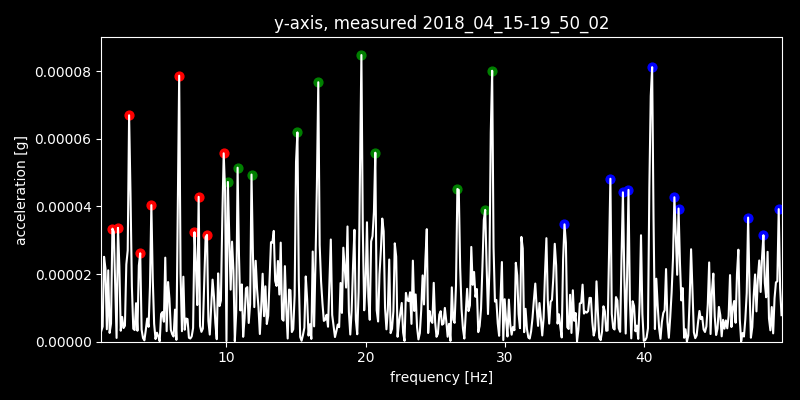 y-axis, measured 2018_04_15-19_50_02
acceleration [g]
0.00008
0.00006
0.00004
0.00002
0.00000
10 20 30 40
frequency [Hz]